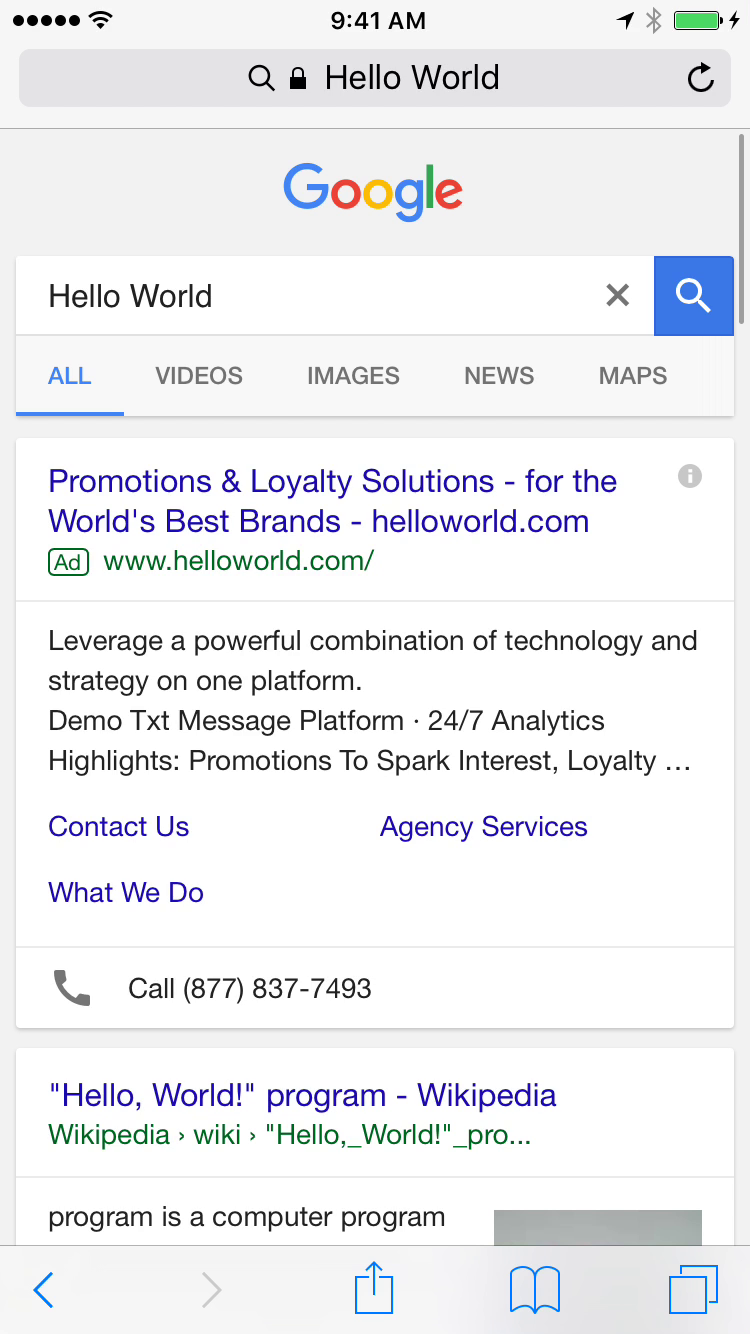 9:41 AM
Hello World
Google
Hello World
ALL VIDEOS IMAGES NEWS MAPS
Promotions & Loyalty Solutions - for the
World's Best Brands - helloworld.com
Ad www.helloworld.com/
Leverage a powerful combination of technology and
strategy on one platform.
Demo Txt Message Platform · 24/7 Analytics
Highlights: Promotions To Spark Interest, Loyalty ...
Contact Us Agency Services
What We Do
Call (877) 837-7493
"Hello, World!" program - Wikipedia
Wikipedia › wiki › "Hello,_World!"_pro...
program is a computer program